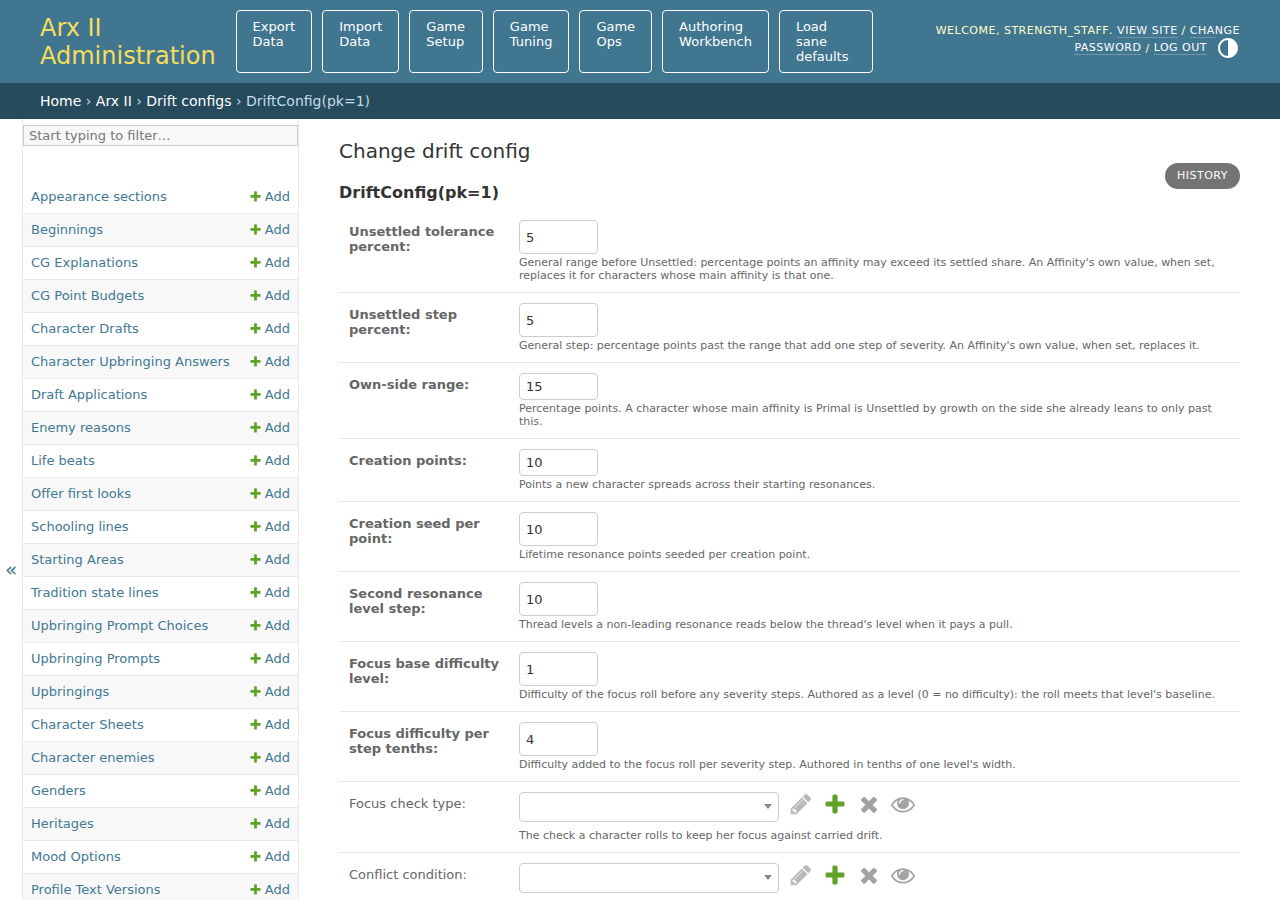 Arx II Administration
Export Data
Import Data
Game Setup
Game Tuning
Game Ops
Authoring Workbench
Load sane defaults
WELCOME, STRENGTH_STAFF. VIEW SITE / CHANGE PASSWORD / LOG OUT
Home › Arx II › Drift configs › DriftConfig(pk=1)
Start typing to filter…
Appearance sections Add
Beginnings Add
CG Explanations Add
CG Point Budgets Add
Character Drafts Add
Character Upbringing Answers Add
Draft Applications Add
Enemy reasons Add
Life beats Add
Offer first looks Add
Schooling lines Add
Starting Areas Add
Tradition state lines Add
Upbringing Prompt Choices Add
Upbringing Prompts Add
Upbringings Add
Character Sheets Add
Character enemies Add
Genders Add
Heritages Add
Mood Options Add
Profile Text Versions Add
«
Change drift config
HISTORY
DriftConfig(pk=1)
Unsettled tolerance percent:
5
General range before Unsettled: percentage points an affinity may exceed its settled share. An Affinity's own value, when set,
replaces it for characters whose main affinity is that one.
Unsettled step percent:
5
General step: percentage points past the range that add one step of severity. An Affinity's own value, when set, replaces it.
Own-side range:
15
Percentage points. A character whose main affinity is Primal is Unsettled by growth on the side she already leans to only past
this.
Creation points:
10
Points a new character spreads across their starting resonances.
Creation seed per point:
10
Lifetime resonance points seeded per creation point.
Second resonance level step:
10
Thread levels a non-leading resonance reads below the thread's level when it pays a pull.
Focus base difficulty level:
1
Difficulty of the focus roll before any severity steps. Authored as a level (0 = no difficulty): the roll meets that level's baseline.
Focus difficulty per step tenths:
4
Difficulty added to the focus roll per severity step. Authored in tenths of one level's width.
Focus check type:
The check a character rolls to keep her focus against carried drift.
Conflict condition: